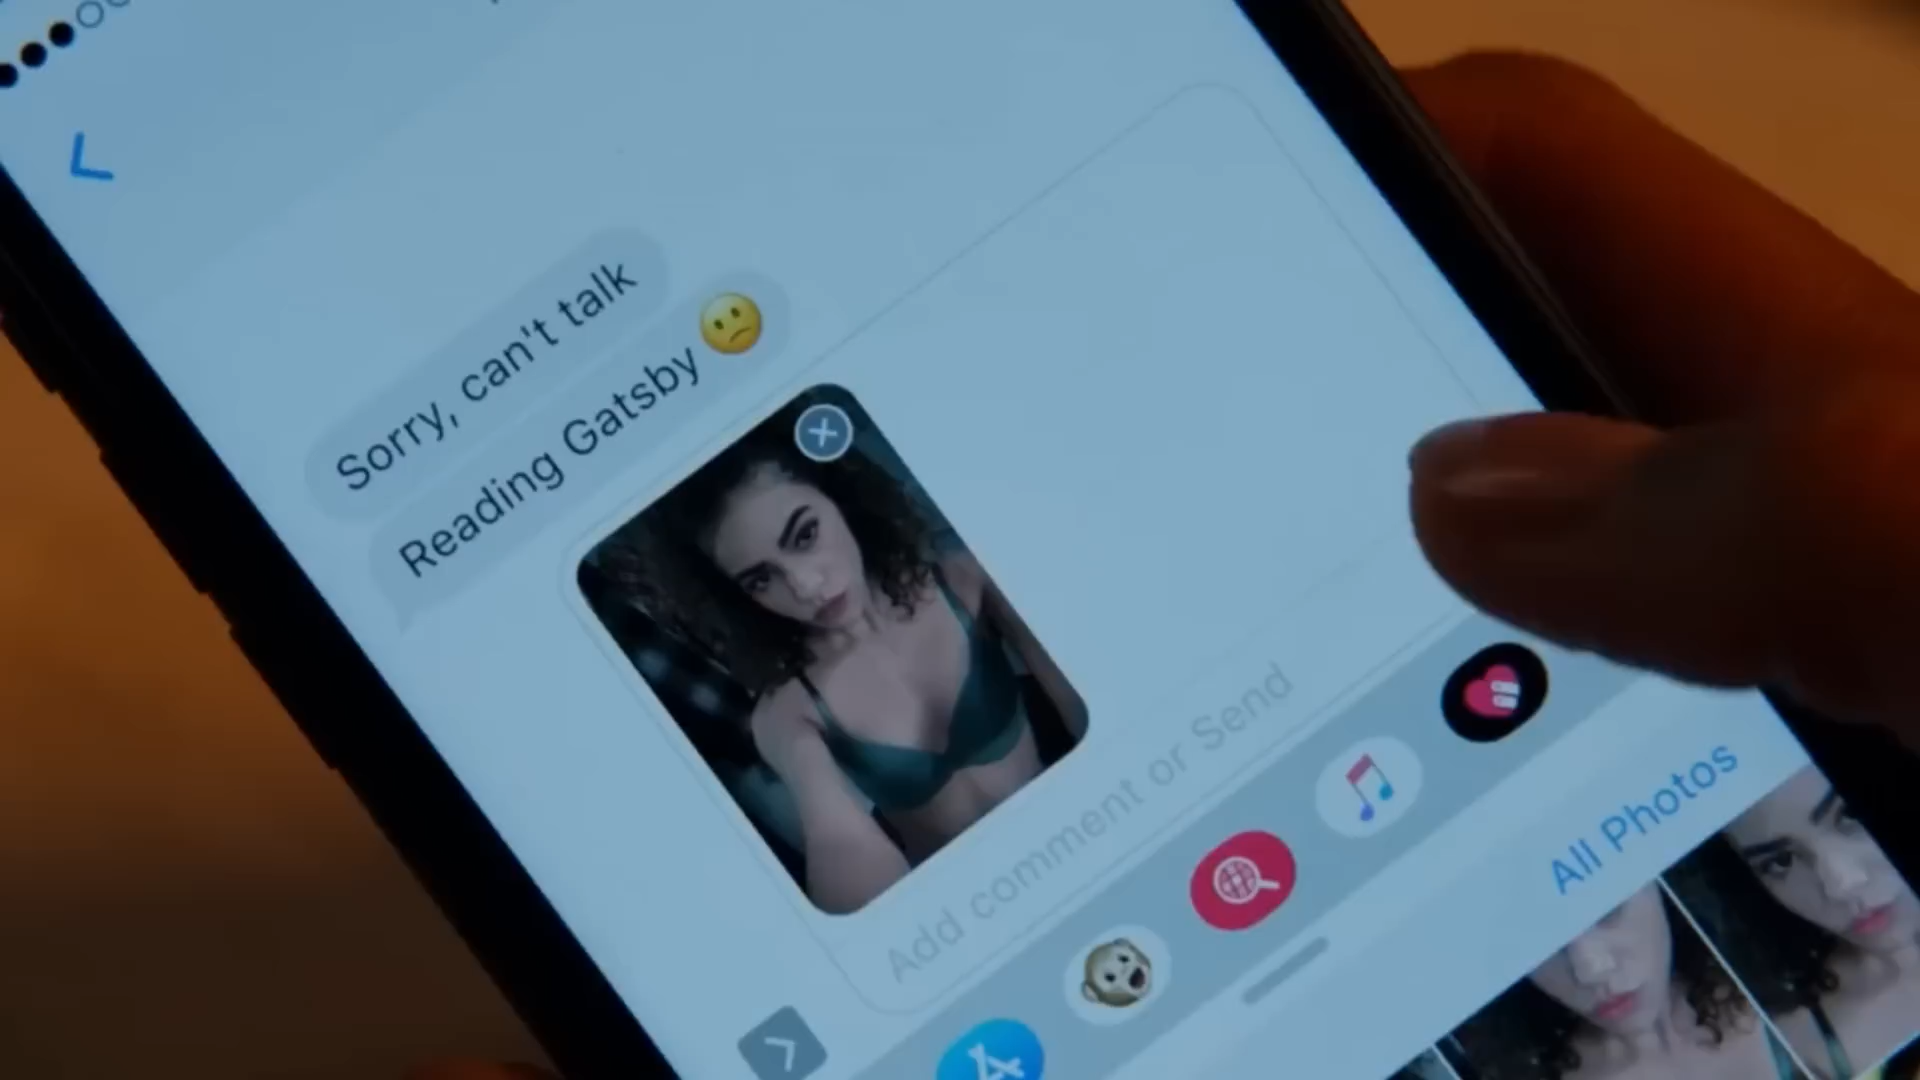 Sorry, can't talk
Reading Gatsby 🙁
Add comment or Send
All Photos